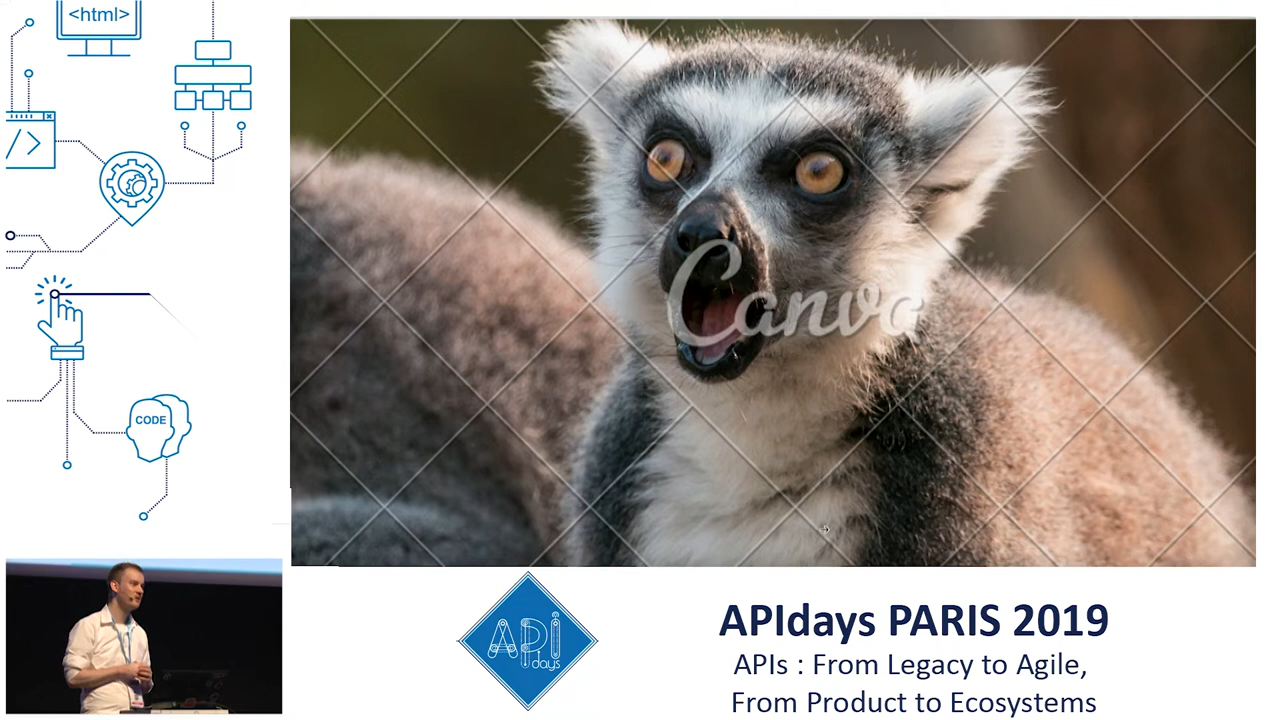 <html>
</>
CODE
Canva
API
days
APIdays PARIS 2019
APIs : From Legacy to Agile,
From Product to Ecosystems